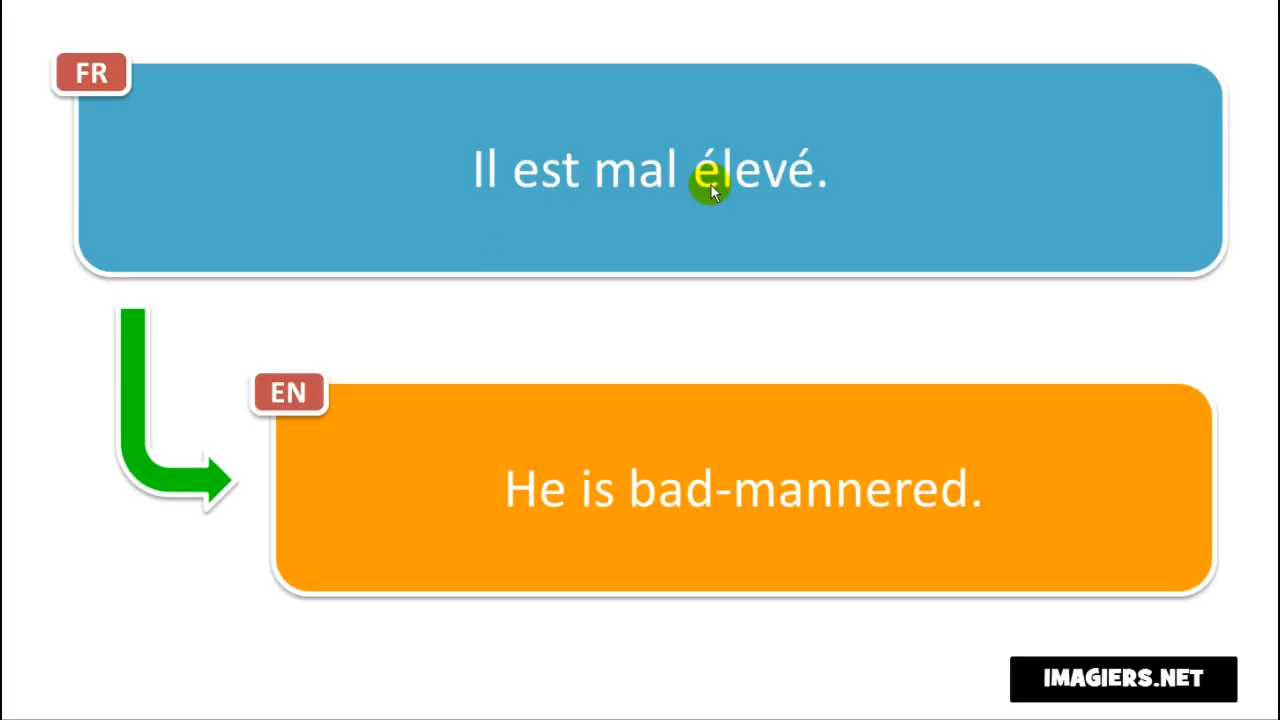 FR
Il est mal élevé.
EN
He is bad-mannered.
IMAGIERS.NET